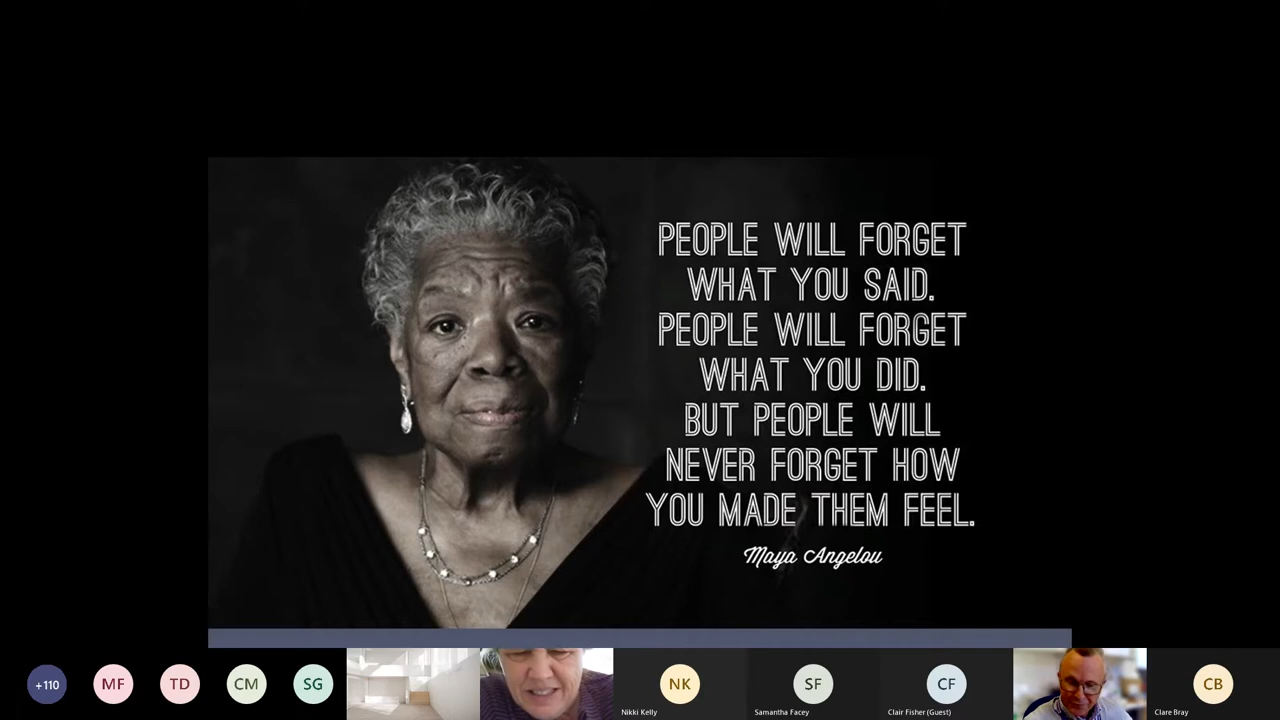 PEOPLE WILL FORGET
WHAT YOU SAID.
PEOPLE WILL FORGET
WHAT YOU DID.
BUT PEOPLE WILL
NEVER FORGET HOW
YOU MADE THEM FEEL.
Maya Angelou
+110
MF
TD
CM
SG
NK
SF
CF
CB
Nikki Kelly
Samantha Facey
Clair Fisher (Guest)
Clare Bray